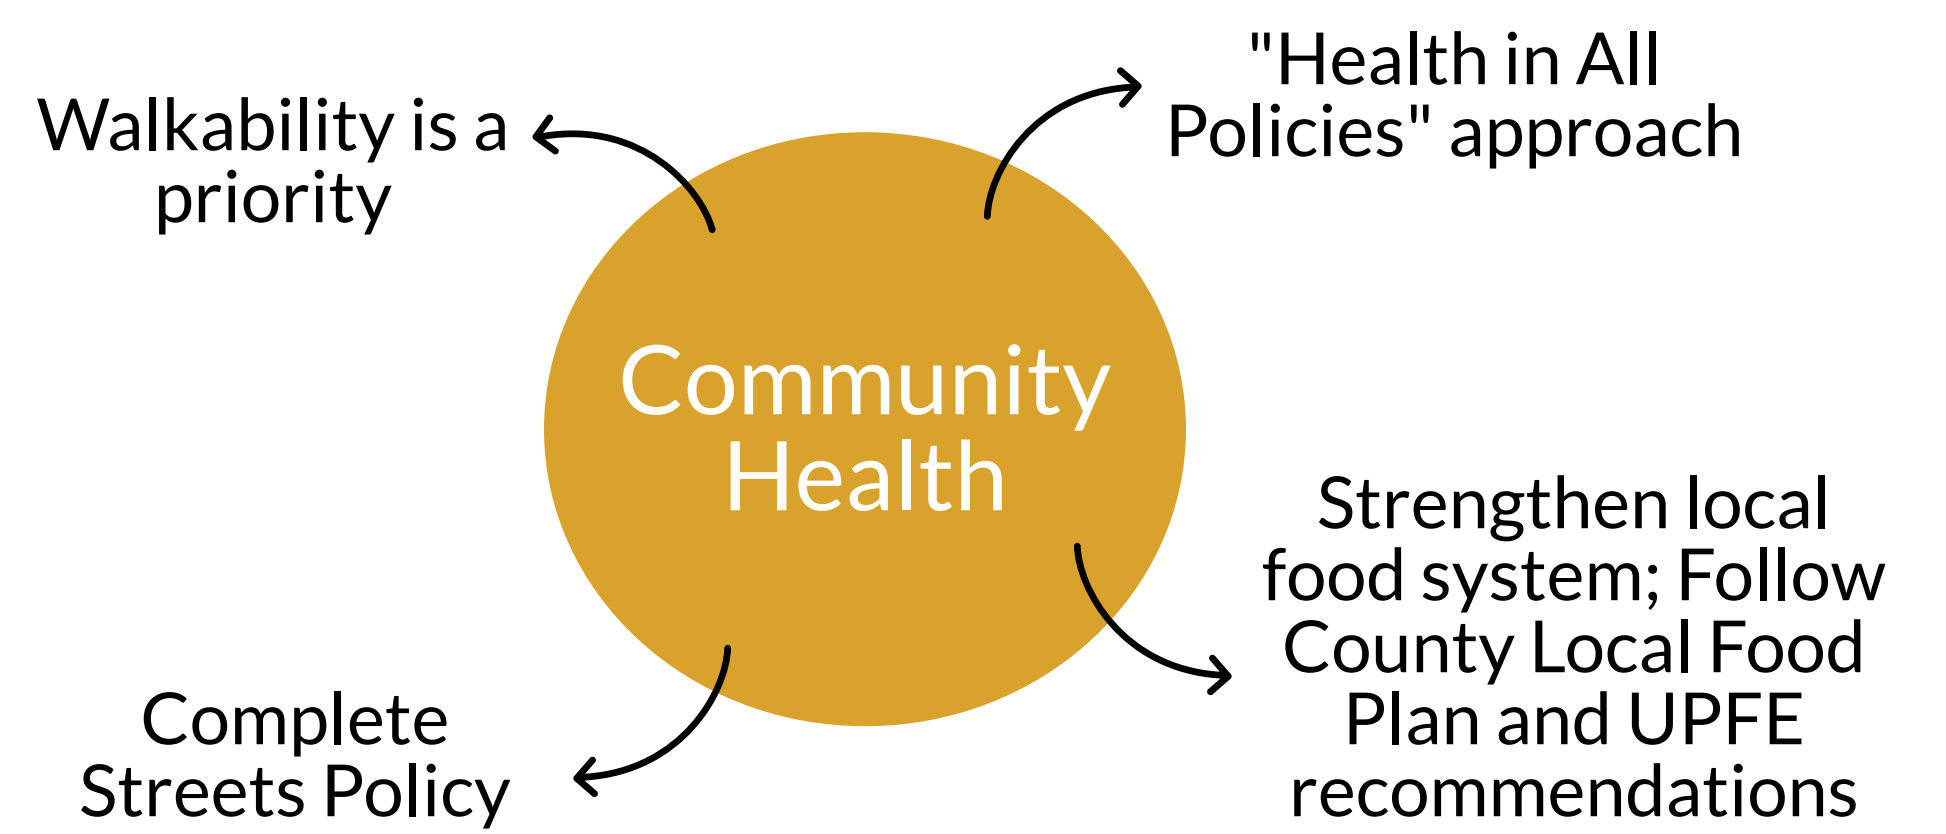 Walkability is a
priority
"Health in All
Policies" approach
Community
Health
Strengthen local
food system; Follow
County Local Food
Plan and UPFE
recommendations
Complete
Streets Policy